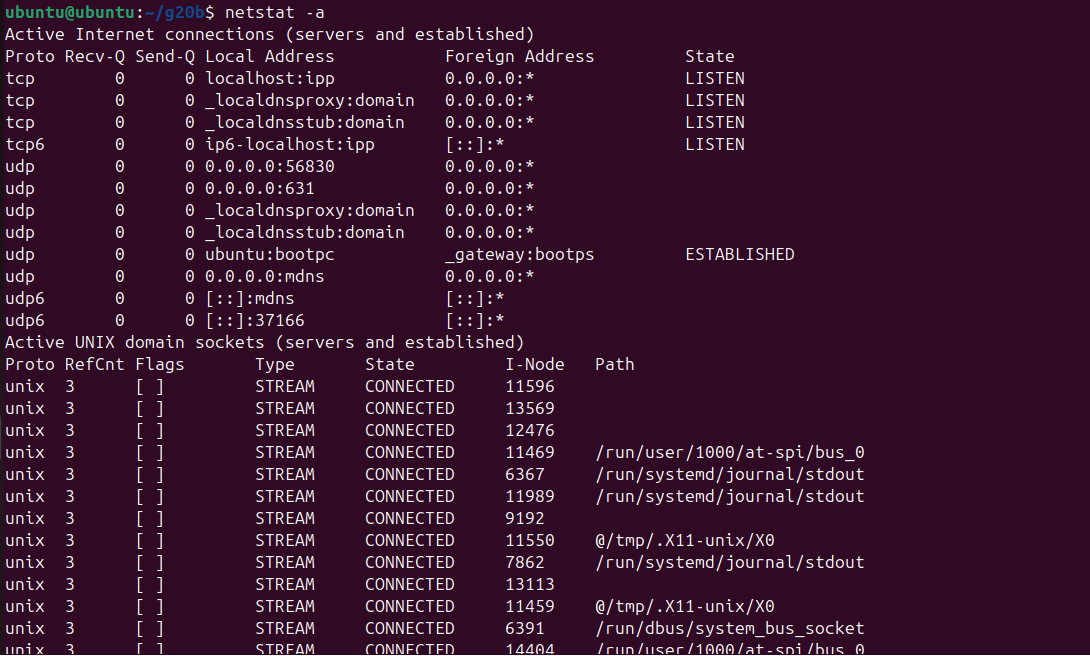 ubuntu@ubuntu:~/g20b$ netstat -a
Active Internet connections (servers and established)
Proto Recv-Q Send-Q Local Address           Foreign Address         State
tcp        0      0 localhost:ipp           0.0.0.0:*               LISTEN
tcp        0      0 _localdnsproxy:domain   0.0.0.0:*               LISTEN
tcp        0      0 _localdnsstub:domain    0.0.0.0:*               LISTEN
tcp6       0      0 ip6-localhost:ipp       [::]:*                  LISTEN
udp        0      0 0.0.0.0:56830           0.0.0.0:*
udp        0      0 0.0.0.0:631             0.0.0.0:*
udp        0      0 _localdnsproxy:domain   0.0.0.0:*
udp        0      0 _localdnsstub:domain    0.0.0.0:*
udp        0      0 ubuntu:bootpc           _gateway:bootps         ESTABLISHED
udp        0      0 0.0.0.0:mdns            0.0.0.0:*
udp6       0      0 [::]:mdns               [::]:*
udp6       0      0 [::]:37166              [::]:*
Active UNIX domain sockets (servers and established)
Proto RefCnt Flags       Type       State         I-Node   Path
unix  3      [ ]         STREAM     CONNECTED     11596
unix  3      [ ]         STREAM     CONNECTED     13569
unix  3      [ ]         STREAM     CONNECTED     12476
unix  3      [ ]         STREAM     CONNECTED     11469    /run/user/1000/at-spi/bus_0
unix  3      [ ]         STREAM     CONNECTED     6367     /run/systemd/journal/stdout
unix  3      [ ]         STREAM     CONNECTED     11989    /run/systemd/journal/stdout
unix  3      [ ]         STREAM     CONNECTED     9192
unix  3      [ ]         STREAM     CONNECTED     11550    @/tmp/.X11-unix/X0
unix  3      [ ]         STREAM     CONNECTED     7862     /run/systemd/journal/stdout
unix  3      [ ]         STREAM     CONNECTED     13113
unix  3      [ ]         STREAM     CONNECTED     11459    @/tmp/.X11-unix/X0
unix  3      [ ]         STREAM     CONNECTED     6391     /run/dbus/system_bus_socket
unix  3      [ ]         STREAM     CONNECTED     14404    /run/user/1000/at-spi/bus_0